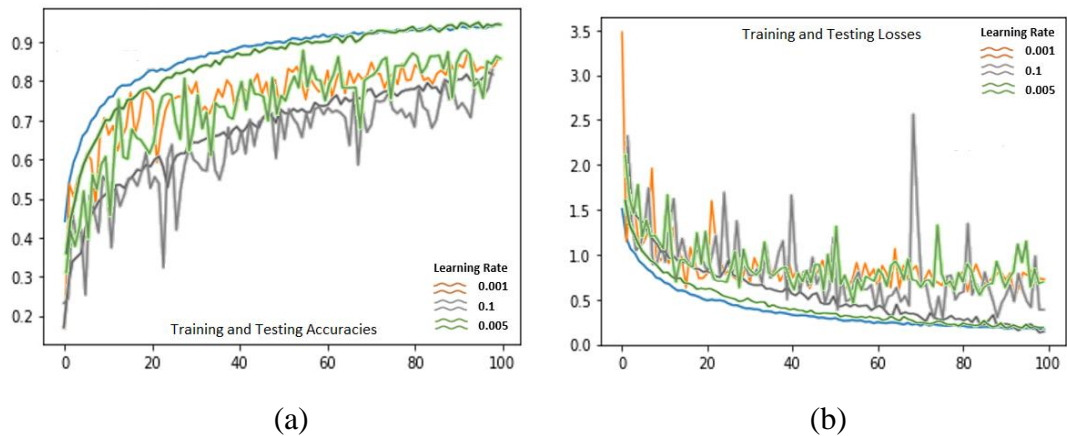 0.9
0.8
0.7
0.6
0.5
0.4
0.3
0.2
Learning Rate
0.001
0.1
0.005
Training and Testing Accuracies
0 20 40 60 80 100
(a)
3.5
3.0
2.5
2.0
1.5
1.0
0.5
0.0
Training and Testing Losses
Learning Rate
0.001
0.1
0.005
0 20 40 60 80 100
(b)